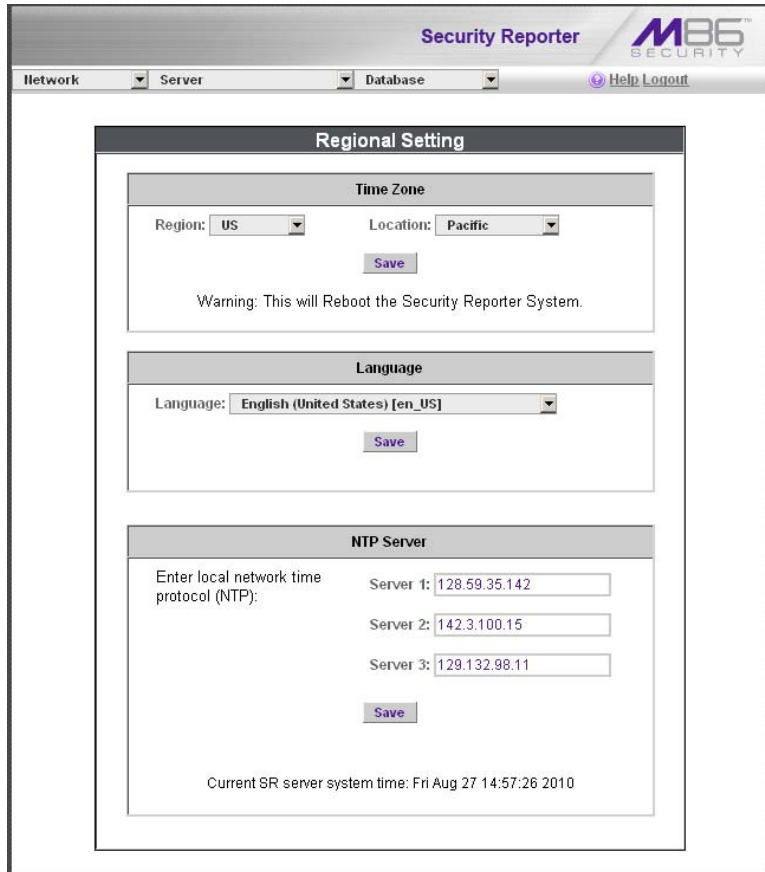 Security Reporter
M86™
SECURITY
Network Server Database Help Logout
Regional Setting
Time Zone
Region: US Location: Pacific
Save
Warning: This will Reboot the Security Reporter System.
Language
Language: English (United States) [en_US]
Save
NTP Server
Enter local network time
protocol (NTP):
Server 1: 128.59.35.142
Server 2: 142.3.100.15
Server 3: 129.132.98.11
Save
Current SR server system time: Fri Aug 27 14:57:26 2010